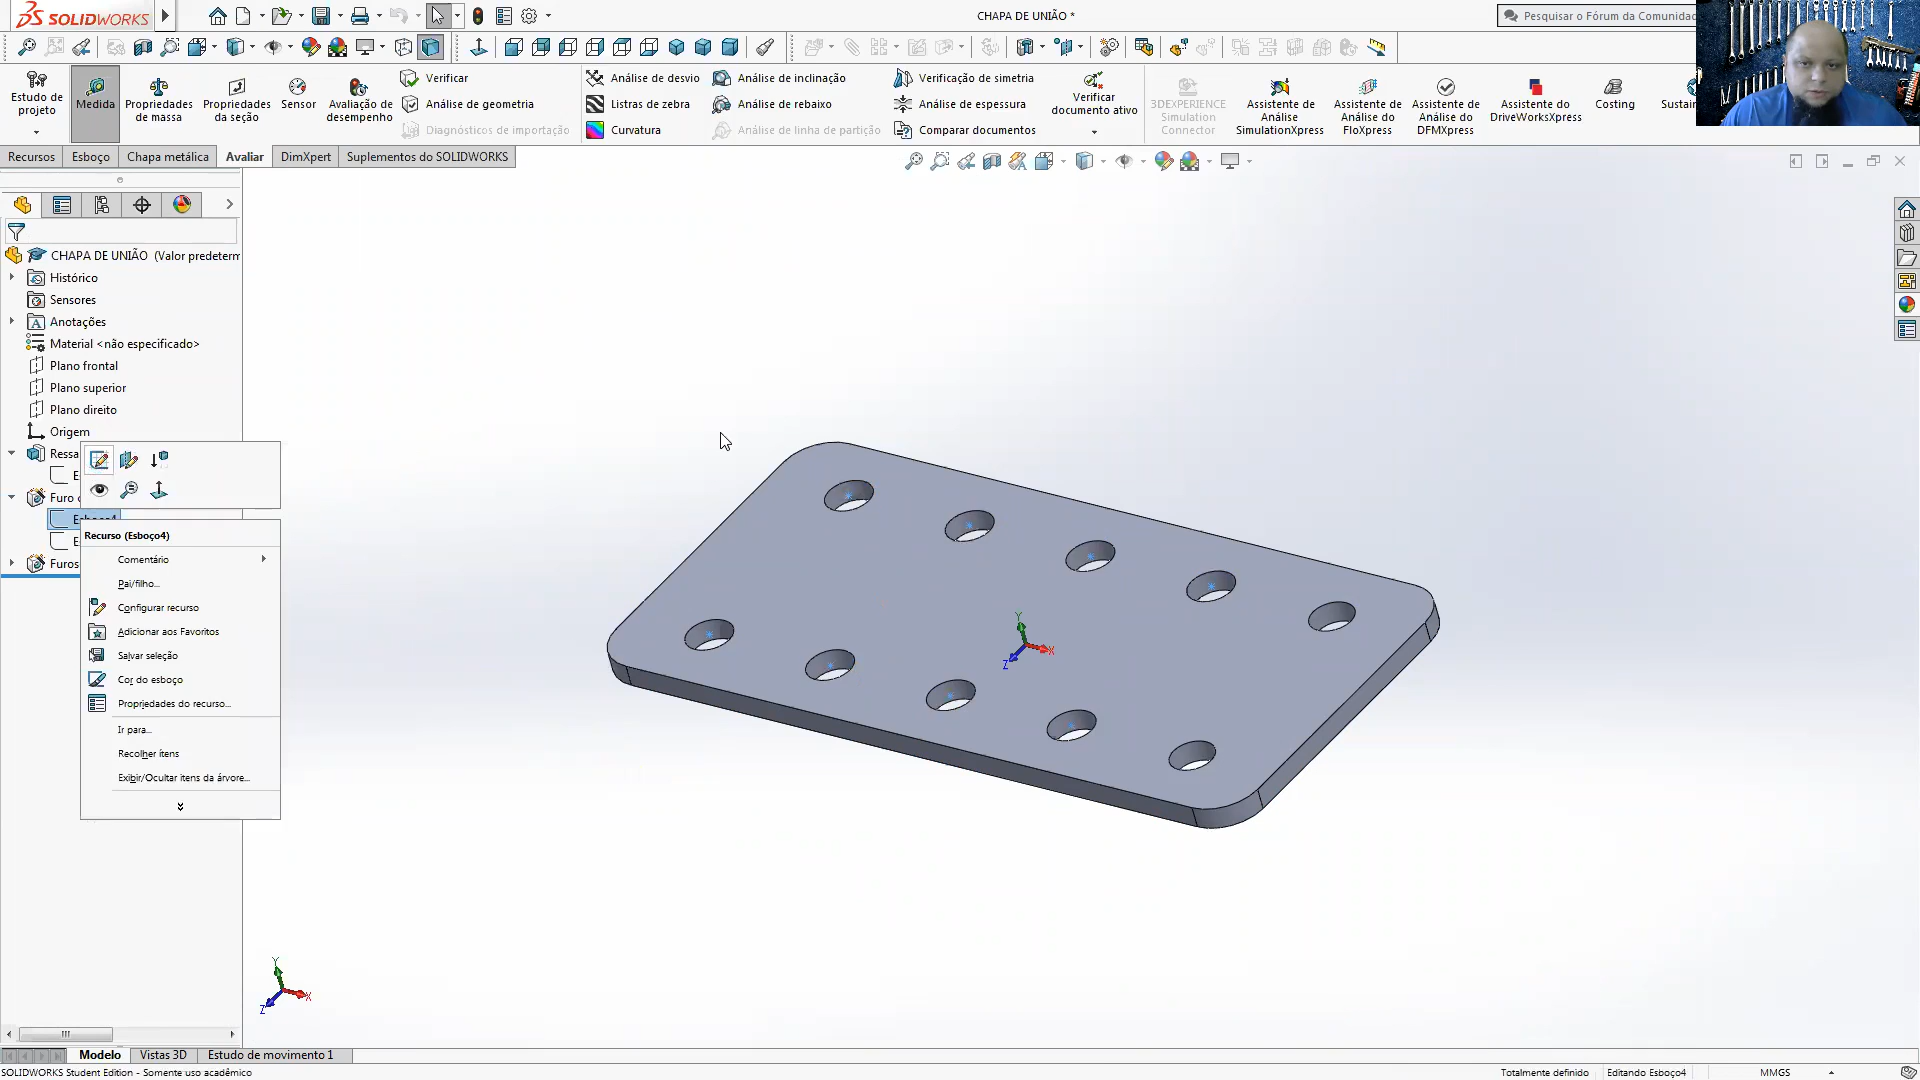 SOLIDWORKS
CHAPA DE UNIÃO *
Pesquisar o Fórum da Comunidad
Estudo de projeto
Medida
Propriedades de massa
Propriedades da seção
Sensor
Avaliação de desempenho
Verificar
Análise de geometria
Diagnósticos de importação
Análise de desvio
Listras de zebra
Curvatura
Análise de inclinação
Análise de rebaixo
Análise de linha de partição
Verificação de simetria
Análise de espessura
Comparar documentos
Verificar documento ativo
3DEXPERIENCE Simulation Connector
Assistente de Análise SimulationXpress
Assistente de Análise do FloXpress
Assistente de Análise do DFMXpress
Assistente do DriveWorksXpress
Costing
Sustain
Recursos
Esboço
Chapa metálica
Avaliar
DimXpert
Suplementos do SOLIDWORKS
CHAPA DE UNIÃO (Valor predeterm
Histórico
Sensores
Anotações
Material <não especificado>
Plano frontal
Plano superior
Plano direito
Origem
Ressa
E
Furo
Esboço4
E
Furos
Recurso (Esboço4)
Comentário
Pai/filho...
Configurar recurso
Adicionar aos Favoritos
Salvar seleção
Cor do esboço
Propriedades do recurso...
Ir para...
Recolher itens
Exibir/Ocultar itens da árvore...
Y
X
Z
Y
X
Z
Modelo
Vistas 3D
Estudo de movimento 1
SOLIDWORKS Student Edition - Somente uso acadêmico
Totalmente definido
Editando Esboço4
MMGS